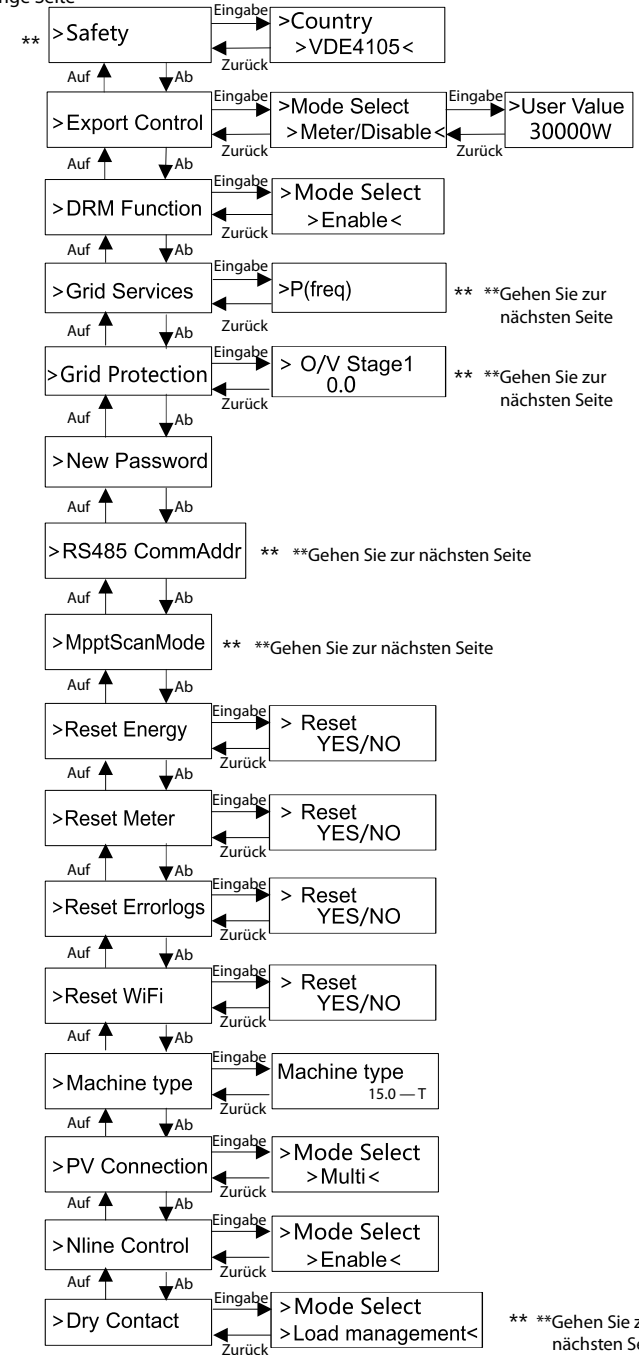 nge Seite
**
>Safety
Eingabe
Zurück
>Country
>VDE4105<
Auf
Ab
>Export Control
Eingabe
Zurück
>Mode Select
>Meter/Disable<
Eingabe
Zurück
>User Value
30000W
Auf
Ab
>DRM Function
Eingabe
Zurück
>Mode Select
>Enable<
Auf
Ab
>Grid Services
Eingabe
Zurück
>P(freq)
** **Gehen Sie zur
nächsten Seite
Auf
Ab
>Grid Protection
Eingabe
Zurück
> O/V Stage1
0.0
** **Gehen Sie zur
nächsten Seite
Auf
Ab
>New Password
Auf
Ab
>RS485 CommAddr
** **Gehen Sie zur nächsten Seite
Auf
Ab
>MpptScanMode
** **Gehen Sie zur nächsten Seite
Auf
Ab
>Reset Energy
Eingabe
Zurück
> Reset
YES/NO
Auf
Ab
>Reset Meter
Eingabe
Zurück
> Reset
YES/NO
Auf
Ab
>Reset Errorlogs
Eingabe
Zurück
> Reset
YES/NO
Auf
Ab
>Reset WiFi
Eingabe
Zurück
> Reset
YES/NO
Auf
Ab
>Machine type
Eingabe
Zurück
Machine type
15.0 — T
Auf
Ab
>PV Connection
Eingabe
Zurück
>Mode Select
>Multi<
Auf
Ab
>Nline Control
Eingabe
Zurück
>Mode Select
>Enable<
Auf
Ab
>Dry Contact
Eingabe
Zurück
>Mode Select
>Load management<
** **Gehen Sie z
nächsten Se